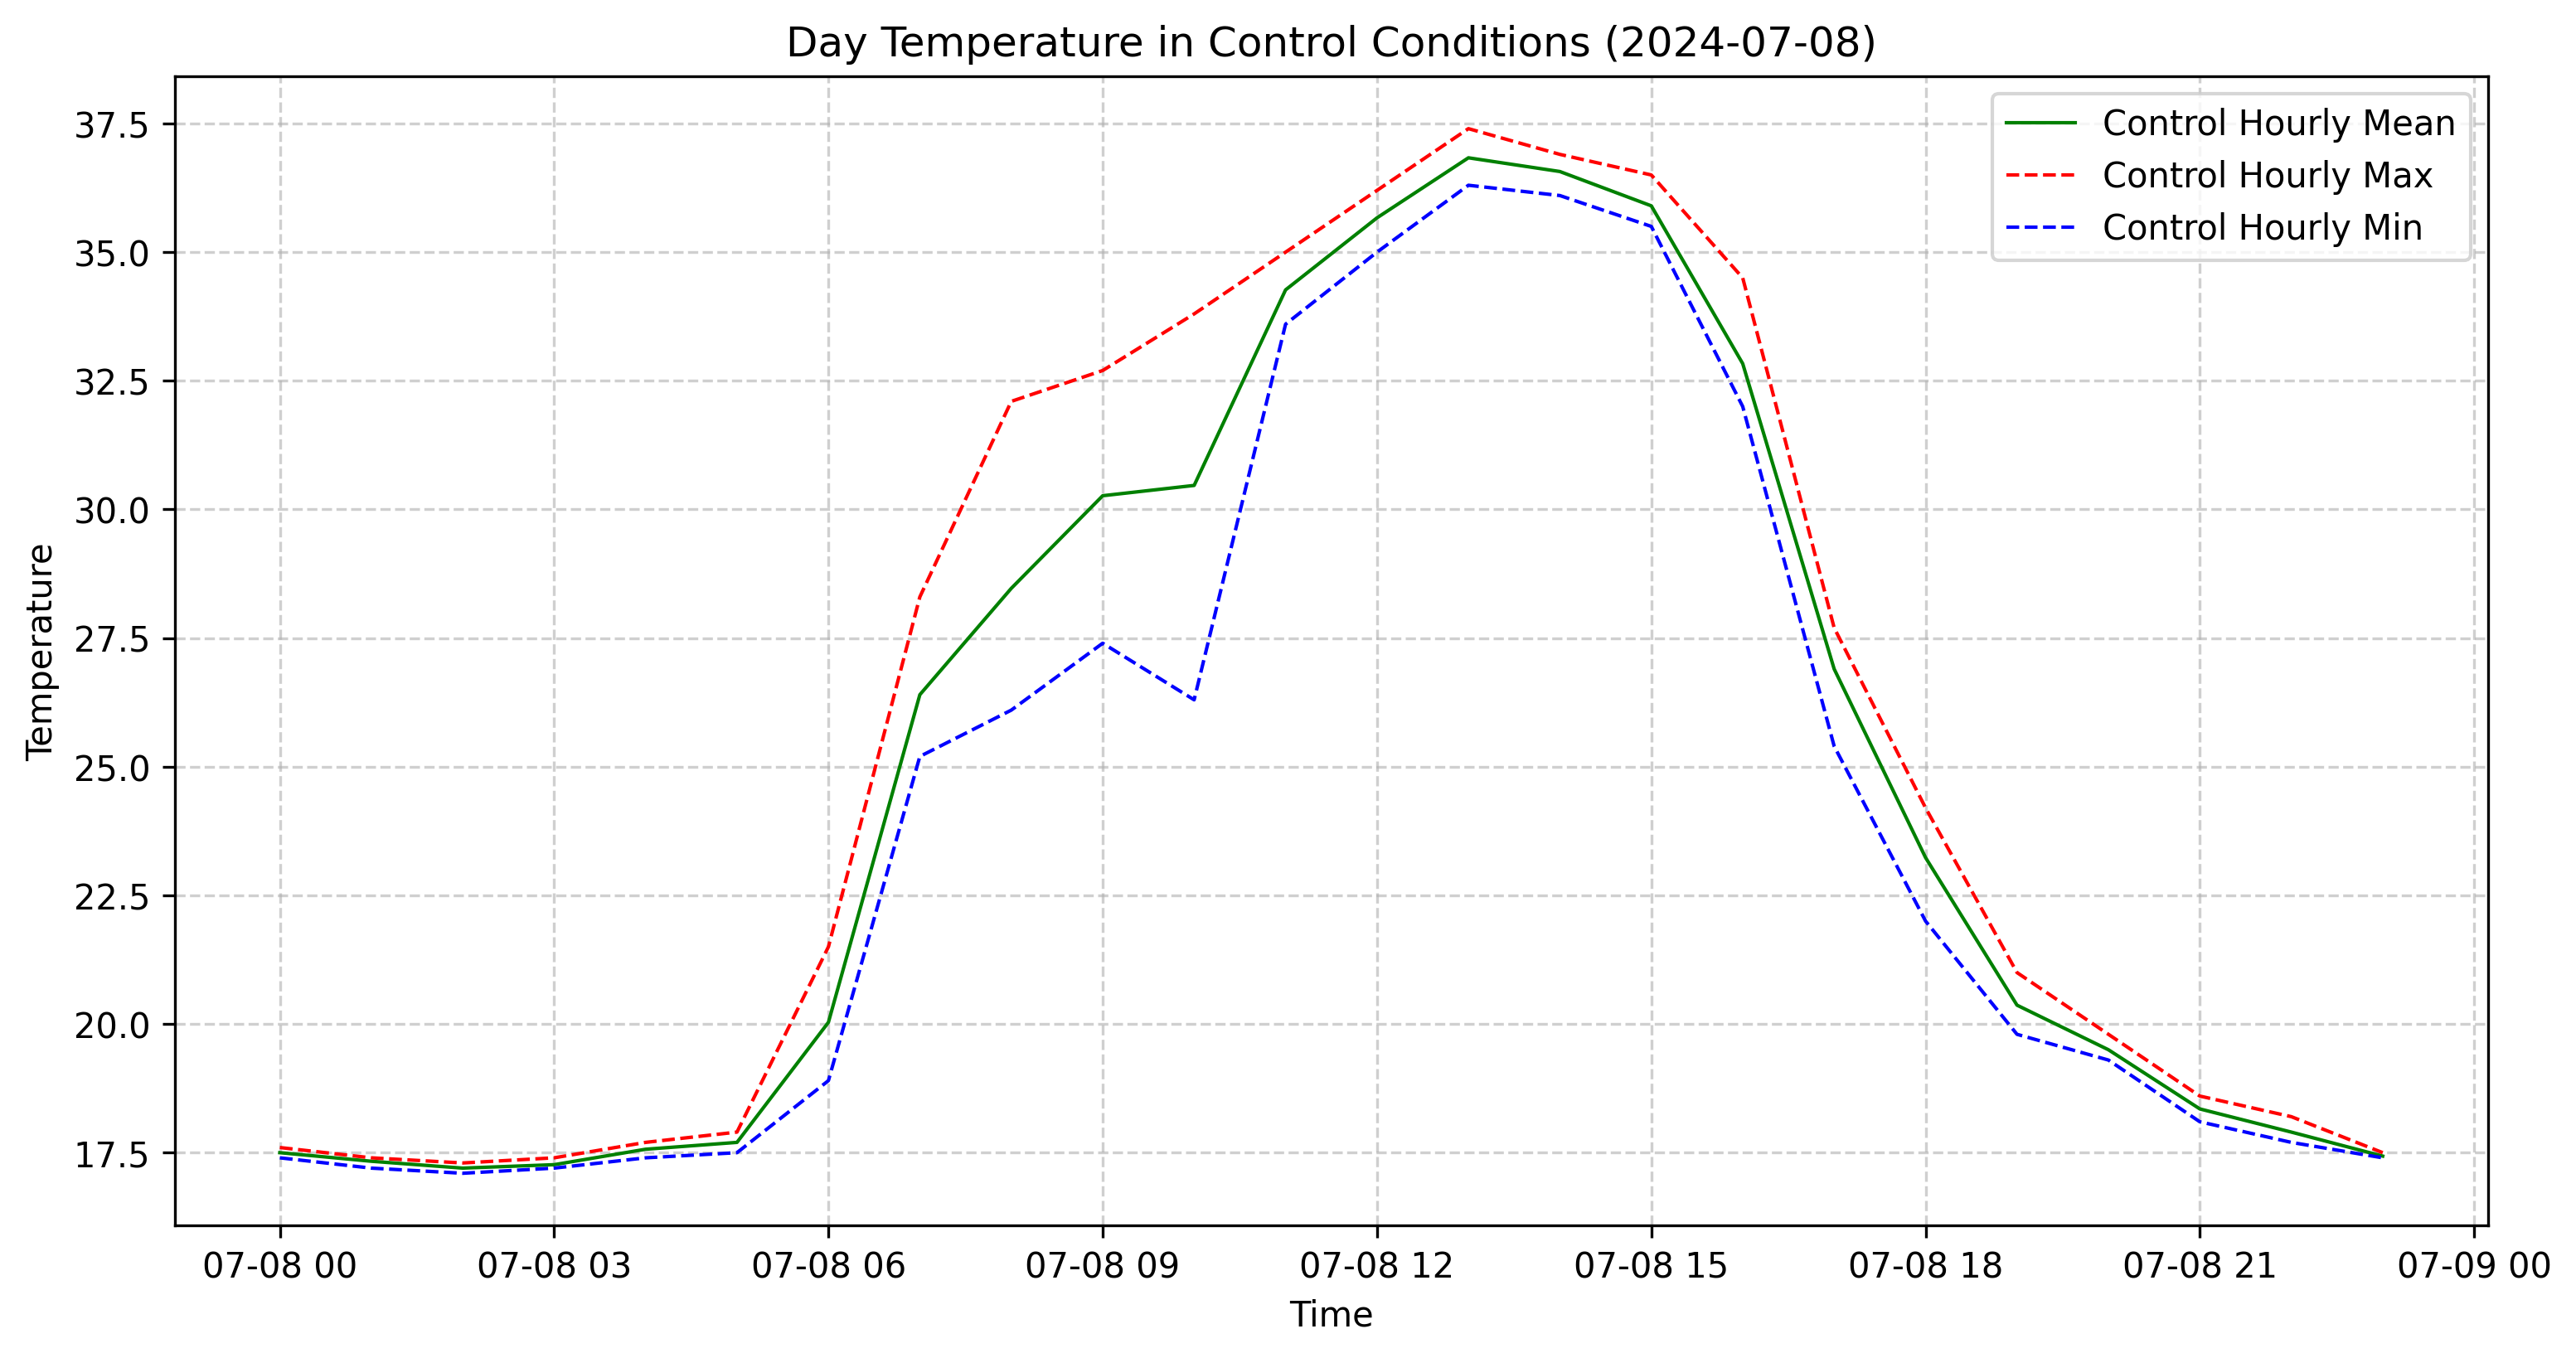 Day Temperature in Control Conditions (2024-07-08)
Control Hourly Mean
Control Hourly Max
Control Hourly Min
Temperature
37.5
35.0
32.5
30.0
27.5
25.0
22.5
20.0
17.5
07-08 00 07-08 03 07-08 06 07-08 09 07-08 12 07-08 15 07-08 18 07-08 21 07-09 00
Time